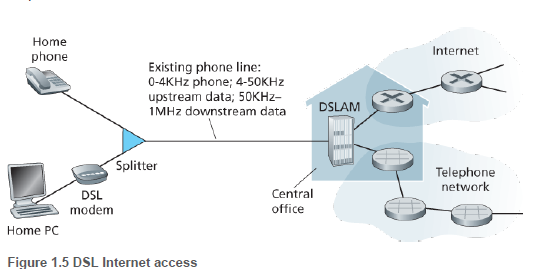 Home
phone
Existing phone line:
0-4KHz phone; 4-50KHz
upstream data; 50KHz–
1MHz downstream data
Internet
DSLAM
Splitter
DSL
modem
Home PC
Central
office
Telephone
network
Figure 1.5 DSL Internet access